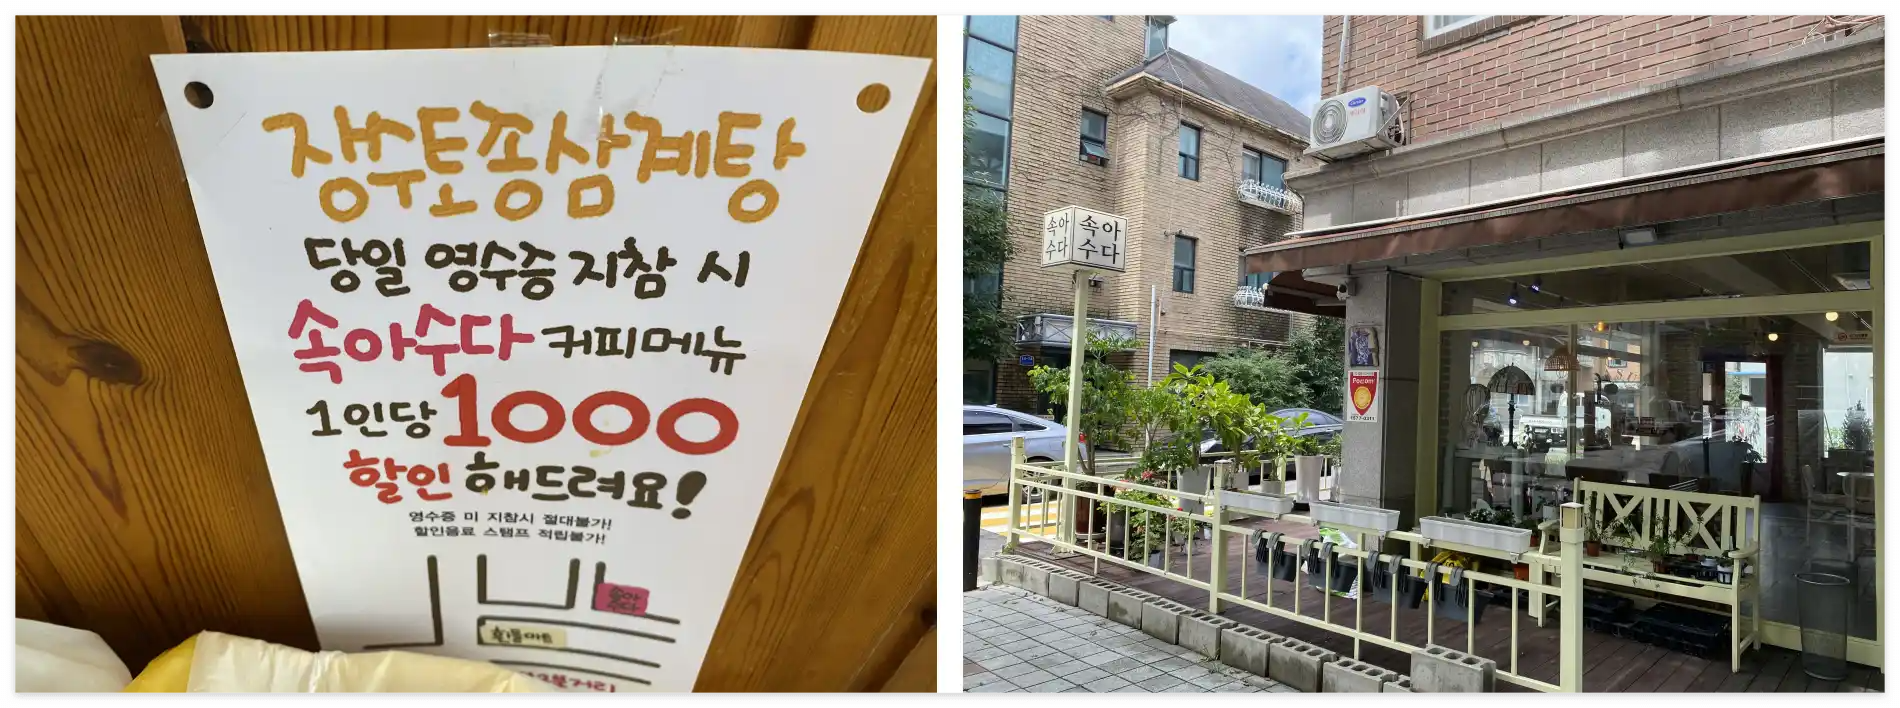 장수토종삼계탕
당일 영수증 지참 시
속아수다 커피메뉴
1인당 1000
할인 해드려요!
영수증 미 지참시 절대불가!
할인음료 스탬프 적립불가!
속아
수다
속아
수다
속아
수다
Carrier